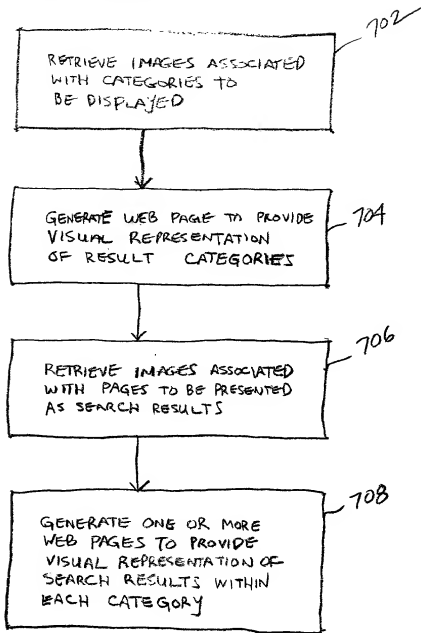 702
RETRIEVE IMAGES ASSOCIATED
WITH CATEGORIES TO
BE DISPLAYED
GENERATE WEB PAGE TO PROVIDE
VISUAL REPRESENTATION
OF RESULT CATEGORIES
704
RETRIEVE IMAGES ASSOCIATED
WITH PAGES TO BE PRESENTED
AS SEARCH RESULTS
706
GENERATE ONE OR MORE
WEB PAGES TO PROVIDE
VISUAL REPRESENTATION OF
SEARCH RESULTS WITHIN
EACH CATEGORY
708